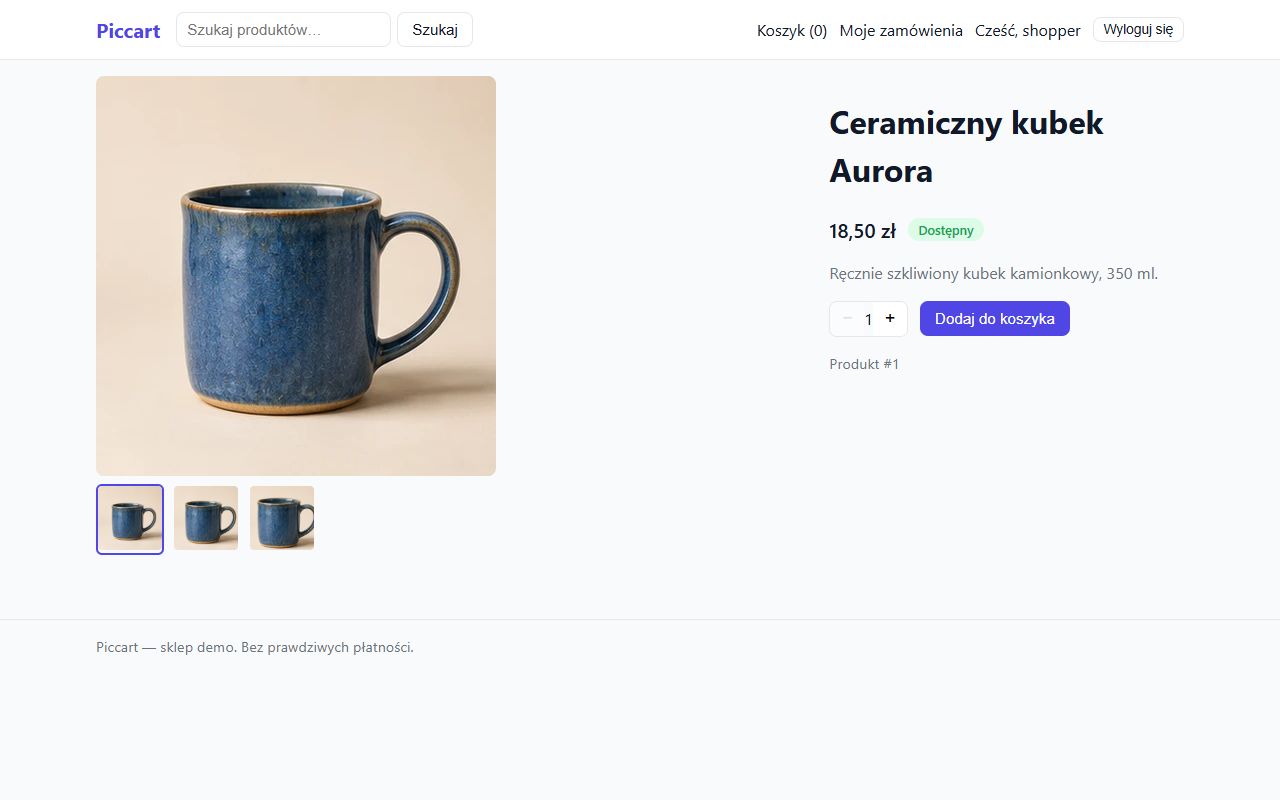 Piccart
Szukaj produktów…
Szukaj
Koszyk (0)
Moje zamówienia
Cześć, shopper
Wyloguj się
Ceramiczny kubek
Aurora
18,50 zł
Dostępny
Ręcznie szkliwiony kubek kamionkowy, 350 ml.
− 1 +
Dodaj do koszyka
Produkt #1
Piccart — sklep demo. Bez prawdziwych płatności.